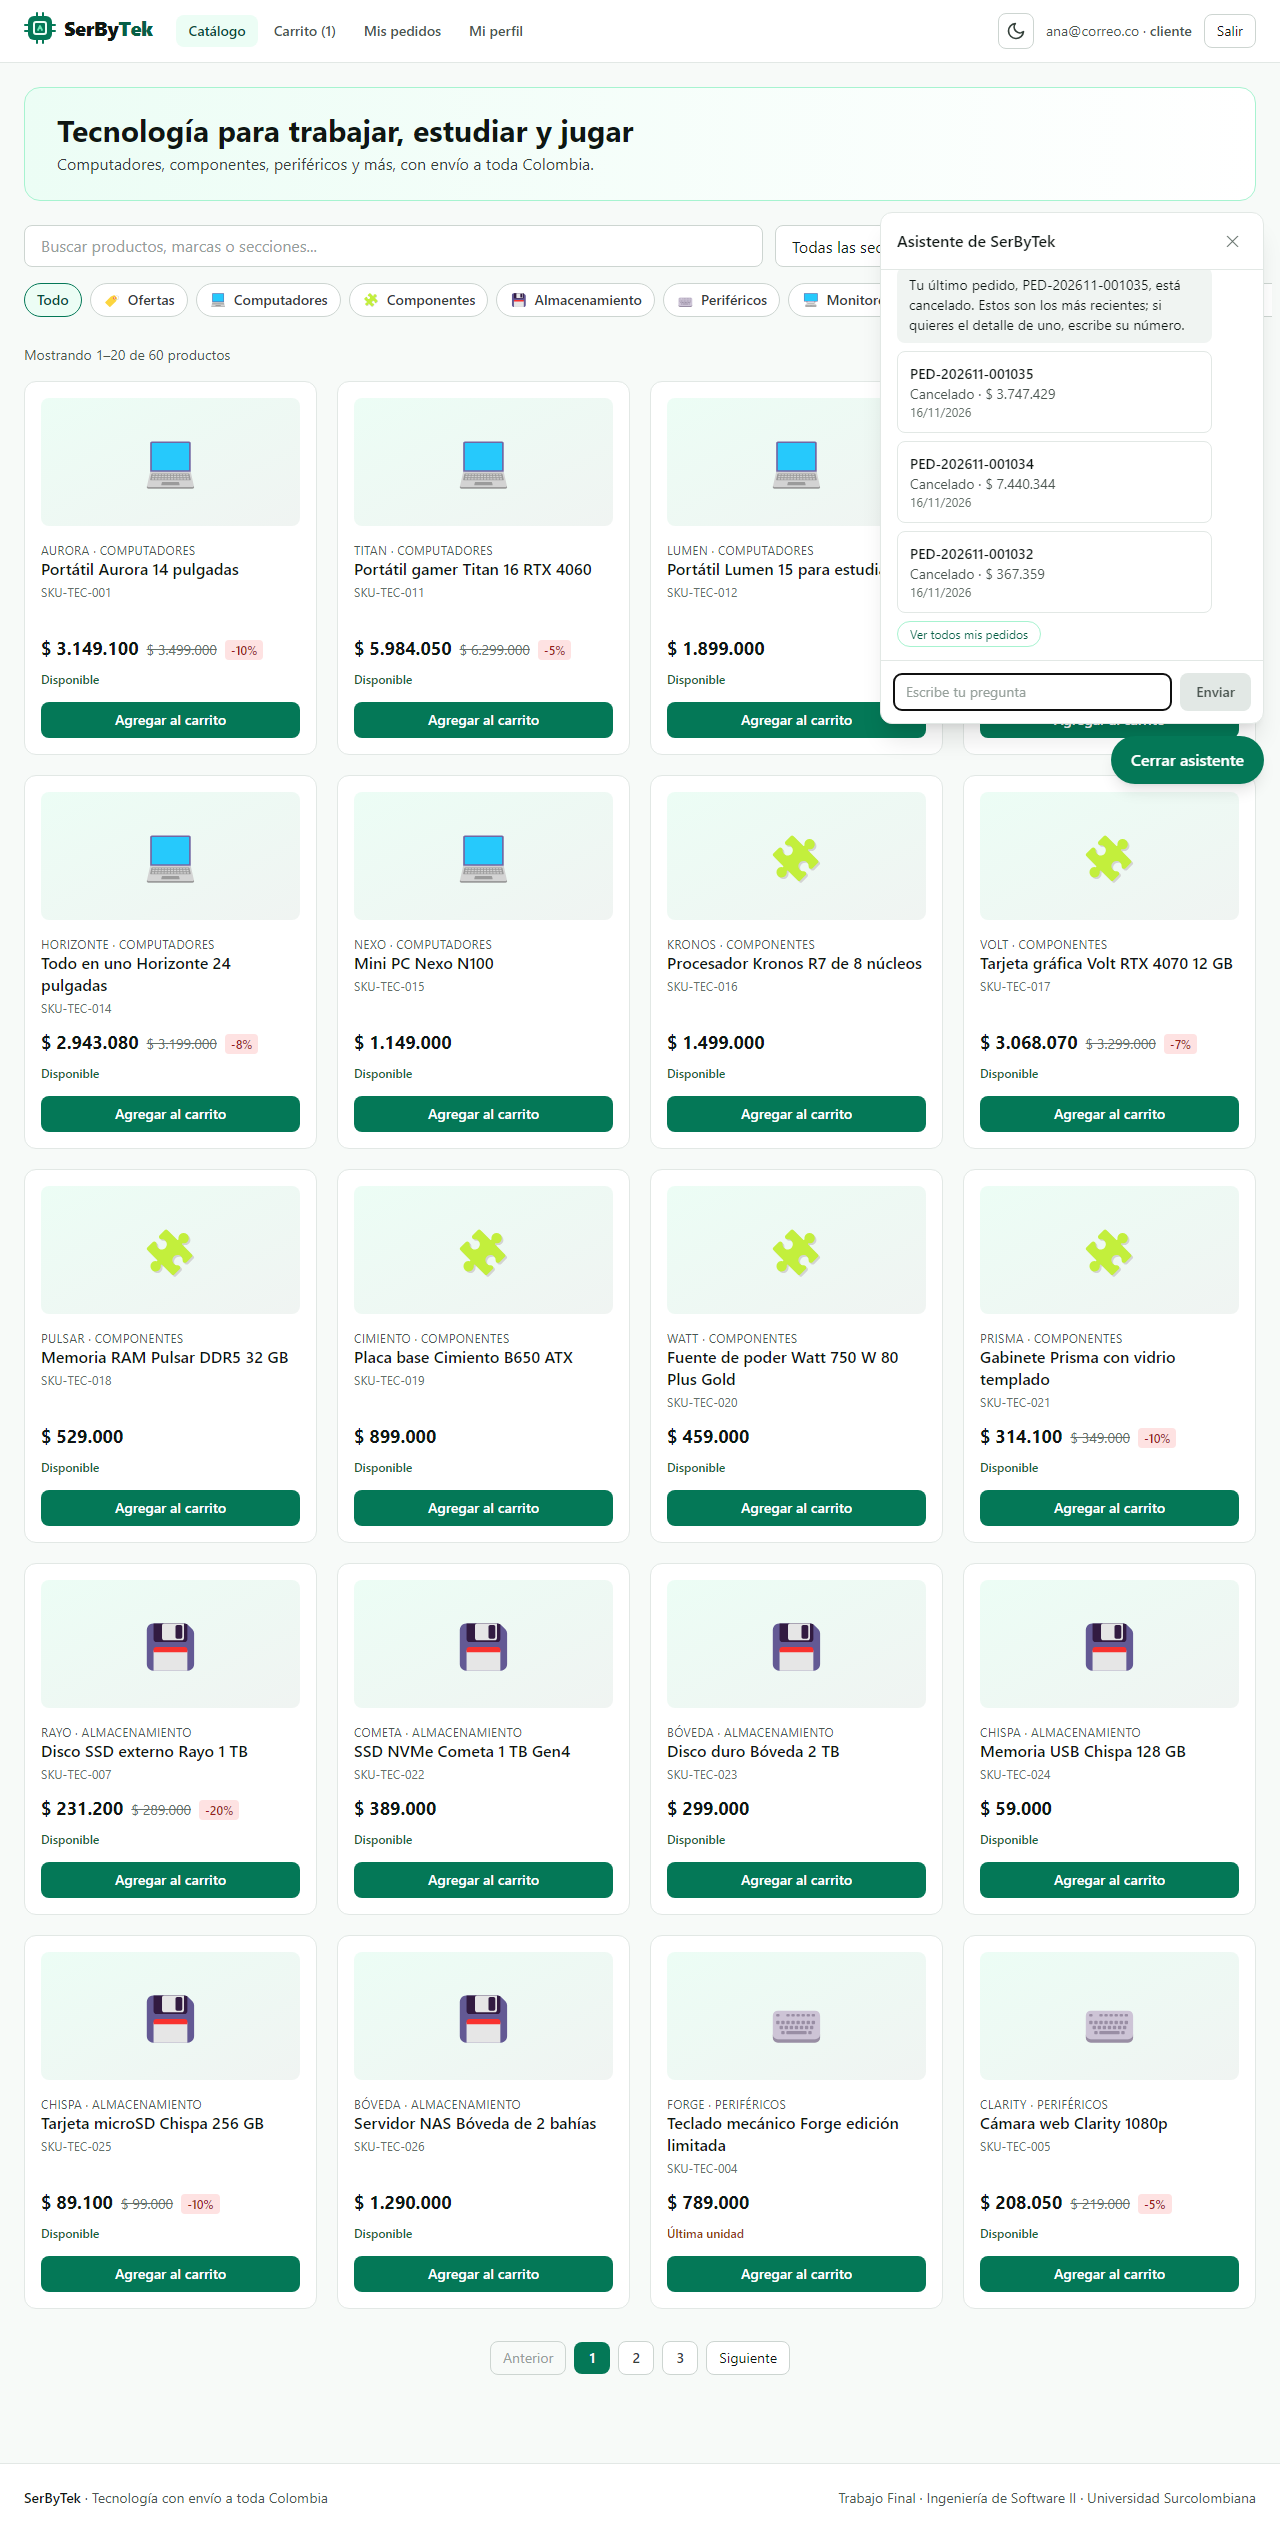 SerByTek
Catálogo
Carrito (1)
Mis pedidos
Mi perfil
ana@correo.co · cliente
Salir
Tecnología para trabajar, estudiar y jugar
Computadores, componentes, periféricos y más, con envío a toda Colombia.
Buscar productos, marcas o secciones...
Todas las sec
Todo
Ofertas
Computadores
Componentes
Almacenamiento
Periféricos
Monitor
Mostrando 1–20 de 60 productos
Asistente de SerByTek
Tu último pedido, PED-202611-001035, está
cancelado. Estos son los más recientes; si
quieres el detalle de uno, escribe su número.
PED-202611-001035
Cancelado · $ 3.747.429
16/11/2026
PED-202611-001034
Cancelado · $ 7.440.344
16/11/2026
PED-202611-001032
Cancelado · $ 367.359
16/11/2026
Ver todos mis pedidos
Escribe tu pregunta
Enviar
Cerrar asistente
AURORA · COMPUTADORES
Portátil Aurora 14 pulgadas
SKU-TEC-001
$ 3.149.100 $ 3.499.000 -10%
Disponible
Agregar al carrito
TITAN · COMPUTADORES
Portátil gamer Titan 16 RTX 4060
SKU-TEC-011
$ 5.984.050 $ 6.299.000 -5%
Disponible
Agregar al carrito
LUMEN · COMPUTADORES
Portátil Lumen 15 para estudi
SKU-TEC-012
$ 1.899.000
Disponible
Agregar al carrito
HORIZONTE · COMPUTADORES
Todo en uno Horizonte 24
pulgadas
SKU-TEC-014
$ 2.943.080 $ 3.199.000 -8%
Disponible
Agregar al carrito
NEXO · COMPUTADORES
Mini PC Nexo N100
SKU-TEC-015
$ 1.149.000
Disponible
Agregar al carrito
KRONOS · COMPONENTES
Procesador Kronos R7 de 8 núcleos
SKU-TEC-016
$ 1.499.000
Disponible
Agregar al carrito
VOLT · COMPONENTES
Tarjeta gráfica Volt RTX 4070 12 GB
SKU-TEC-017
$ 3.068.070 $ 3.299.000 -7%
Disponible
Agregar al carrito
PULSAR · COMPONENTES
Memoria RAM Pulsar DDR5 32 GB
SKU-TEC-018
$ 529.000
Disponible
Agregar al carrito
CIMIENTO · COMPONENTES
Placa base Cimiento B650 ATX
SKU-TEC-019
$ 899.000
Disponible
Agregar al carrito
WATT · COMPONENTES
Fuente de poder Watt 750 W 80
Plus Gold
SKU-TEC-020
$ 459.000
Disponible
Agregar al carrito
PRISMA · COMPONENTES
Gabinete Prisma con vidrio
templado
SKU-TEC-021
$ 314.100 $ 349.000 -10%
Disponible
Agregar al carrito
RAYO · ALMACENAMIENTO
Disco SSD externo Rayo 1 TB
SKU-TEC-007
$ 231.200 $ 289.000 -20%
Disponible
Agregar al carrito
COMETA · ALMACENAMIENTO
SSD NVMe Cometa 1 TB Gen4
SKU-TEC-022
$ 389.000
Disponible
Agregar al carrito
BÓVEDA · ALMACENAMIENTO
Disco duro Bóveda 2 TB
SKU-TEC-023
$ 299.000
Disponible
Agregar al carrito
CHISPA · ALMACENAMIENTO
Memoria USB Chispa 128 GB
SKU-TEC-024
$ 59.000
Disponible
Agregar al carrito
CHISPA · ALMACENAMIENTO
Tarjeta microSD Chispa 256 GB
SKU-TEC-025
$ 89.100 $ 99.000 -10%
Disponible
Agregar al carrito
BÓVEDA · ALMACENAMIENTO
Servidor NAS Bóveda de 2 bahías
SKU-TEC-026
$ 1.290.000
Disponible
Agregar al carrito
FORGE · PERIFÉRICOS
Teclado mecánico Forge edición
limitada
SKU-TEC-004
$ 789.000
Última unidad
Agregar al carrito
CLARITY · PERIFÉRICOS
Cámara web Clarity 1080p
SKU-TEC-005
$ 208.050 $ 219.000 -5%
Disponible
Agregar al carrito
Anterior
1
2
3
Siguiente
SerByTek · Tecnología con envío a toda Colombia
Trabajo Final · Ingeniería de Software II · Universidad Surcolombiana